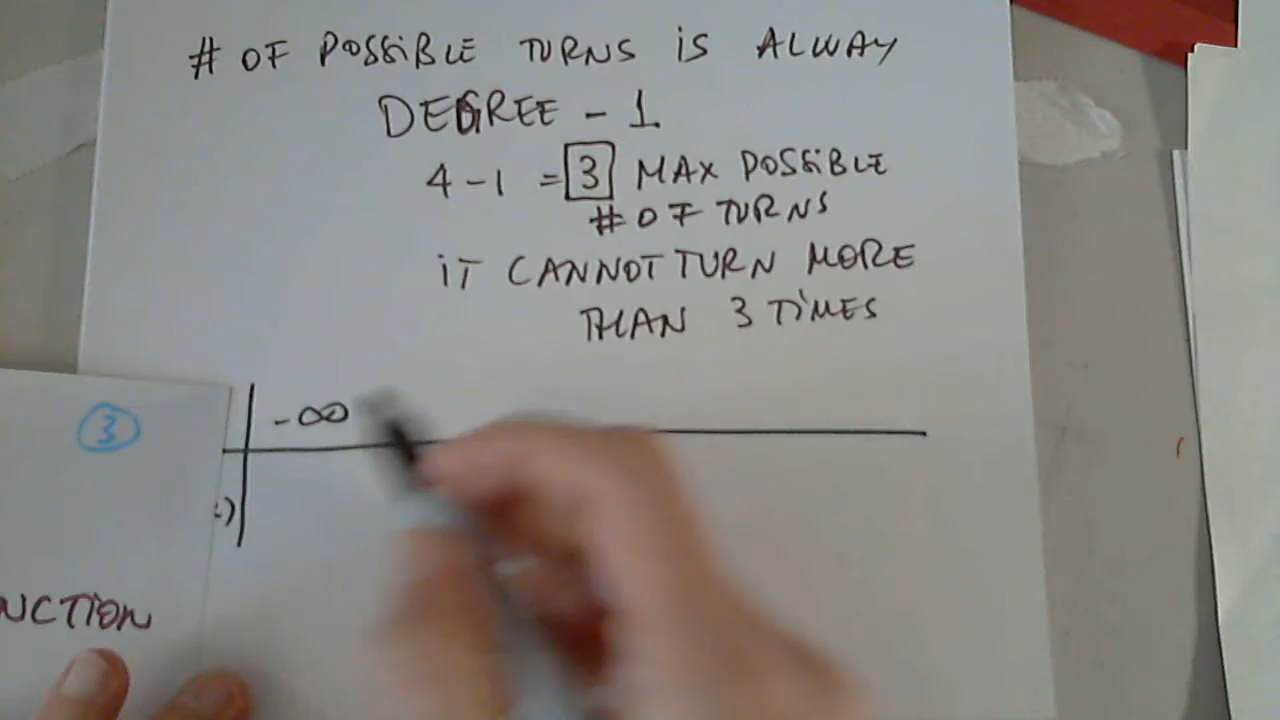 # OF POSSiBLE TURNS iS ALWAY
DEGREE - 1
4 - 1 = 3 MAX POSSiBLE
# OF TURNS
iT CANNOT TURN MORE
THAN 3 TiMES
-∞
3
)
NCTiON